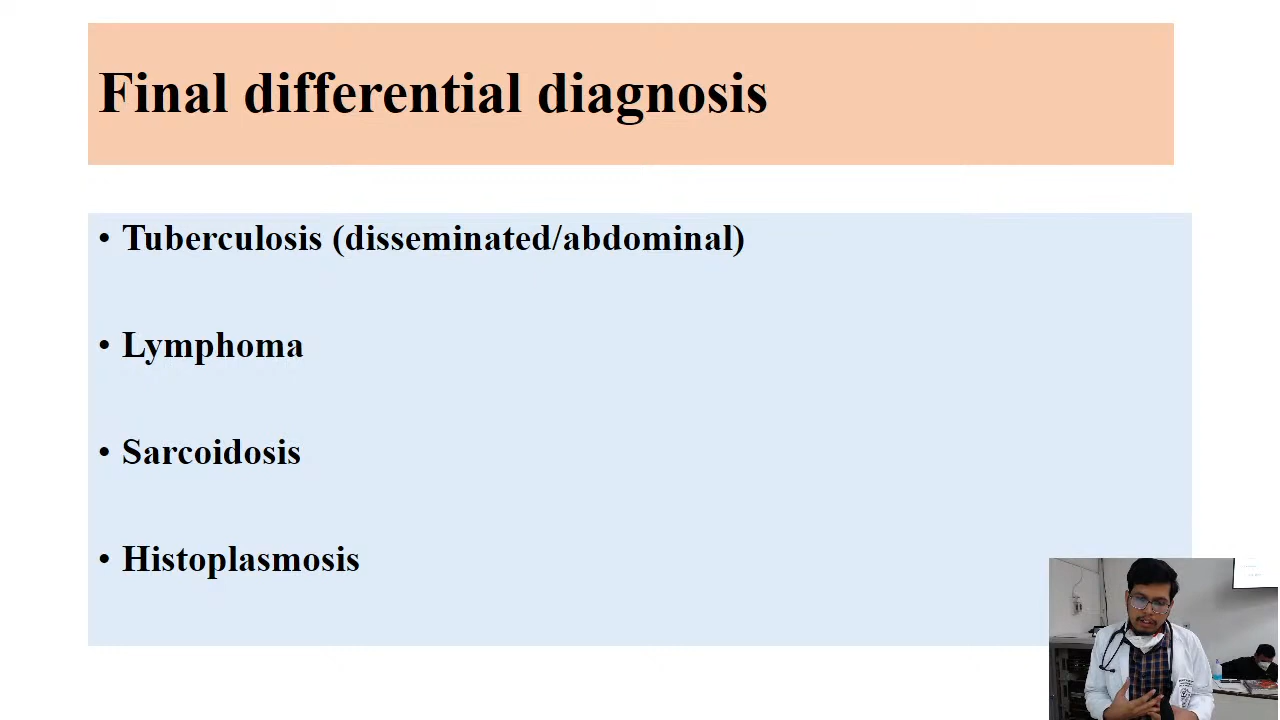 Final differential diagnosis
• Tuberculosis (disseminated/abdominal)
• Lymphoma
• Sarcoidosis
• Histoplasmosis